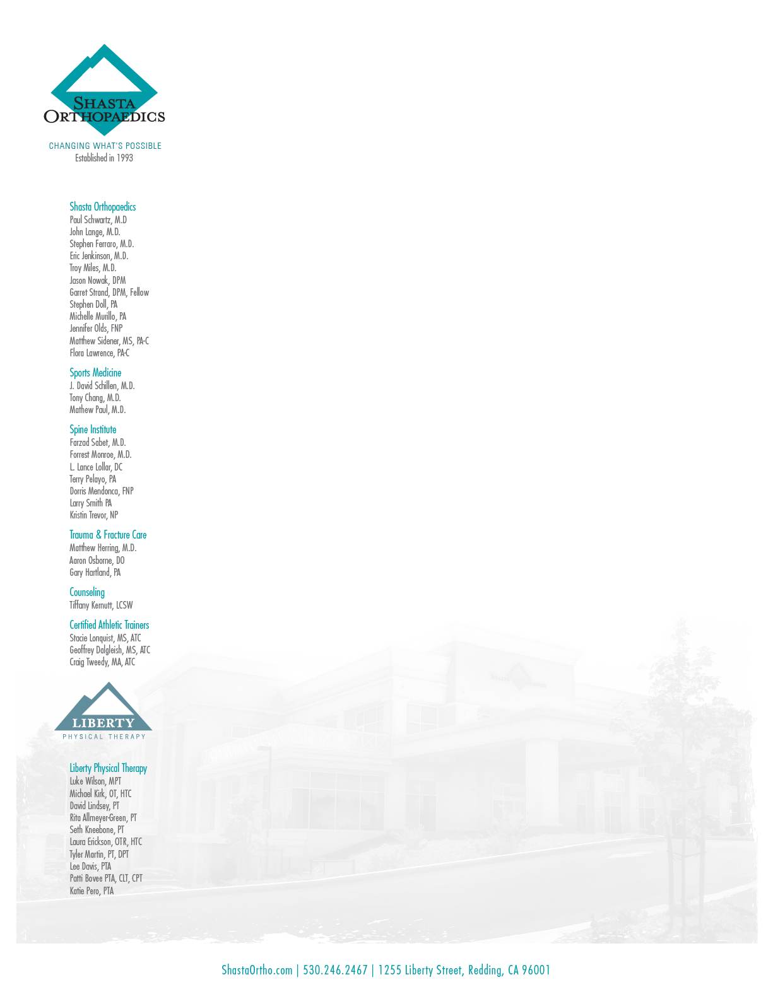 SHASTA
ORTHOPAEDICS
CHANGING WHAT'S POSSIBLE
Established in 1993
Shasta Orthopaedics
Paul Schwartz, M.D
John Lange, M.D.
Stephen Ferraro, M.D.
Eric Jenkinson, M.D.
Troy Miles, M.D.
Jason Nowak, DPM
Garret Strand, DPM, Fellow
Stephen Doll, PA
Michelle Murillo, PA
Jennifer Olds, FNP
Matthew Sidener, MS, PA-C
Flora Lawrence, PA-C
Sports Medicine
J. David Schillen, M.D.
Tony Chang, M.D.
Mathew Paul, M.D.
Spine Institute
Farzad Sabet, M.D.
Forrest Monroe, M.D.
L. Lance Lollar, DC
Terry Pelayo, PA
Dorris Mendonca, FNP
Larry Smith PA
Kristin Trevor, NP
Trauma & Fracture Care
Matthew Herring, M.D.
Aaron Osborne, DO
Gary Hartland, PA
Counseling
Tiffany Kernutt, LCSW
Certified Athletic Trainers
Stacie Lonquist, MS, ATC
Geoffrey Dalgleish, MS, ATC
Craig Tweedy, MA, ATC
LIBERTY
PHYSICAL THERAPY
Liberty Physical Therapy
Luke Wilson, MPT
Michael Kirk, OT, HTC
David Lindsey, PT
Rita Allmeyer-Green, PT
Seth Kneebone, PT
Laura Erickson, OTR, HTC
Tyler Martin, PT, DPT
Lee Davis, PTA
Patti Bovee PTA, CLT, CPT
Katie Pero, PTA
ShastaOrtho.com | 530.246.2467 | 1255 Liberty Street, Redding, CA 96001